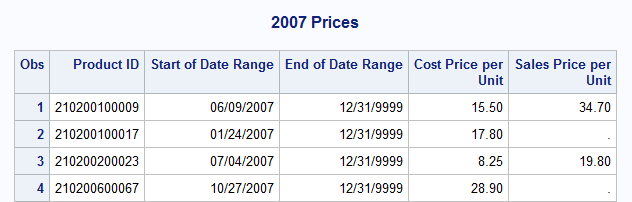 2007 Prices
Obs Product ID Start of Date Range End of Date Range Cost Price per Unit Sales Price per Unit
1 210200100009 06/09/2007 12/31/9999 15.50 34.70
2 210200100017 01/24/2007 12/31/9999 17.80 .
3 210200200023 07/04/2007 12/31/9999 8.25 19.80
4 210200600067 10/27/2007 12/31/9999 28.90 .